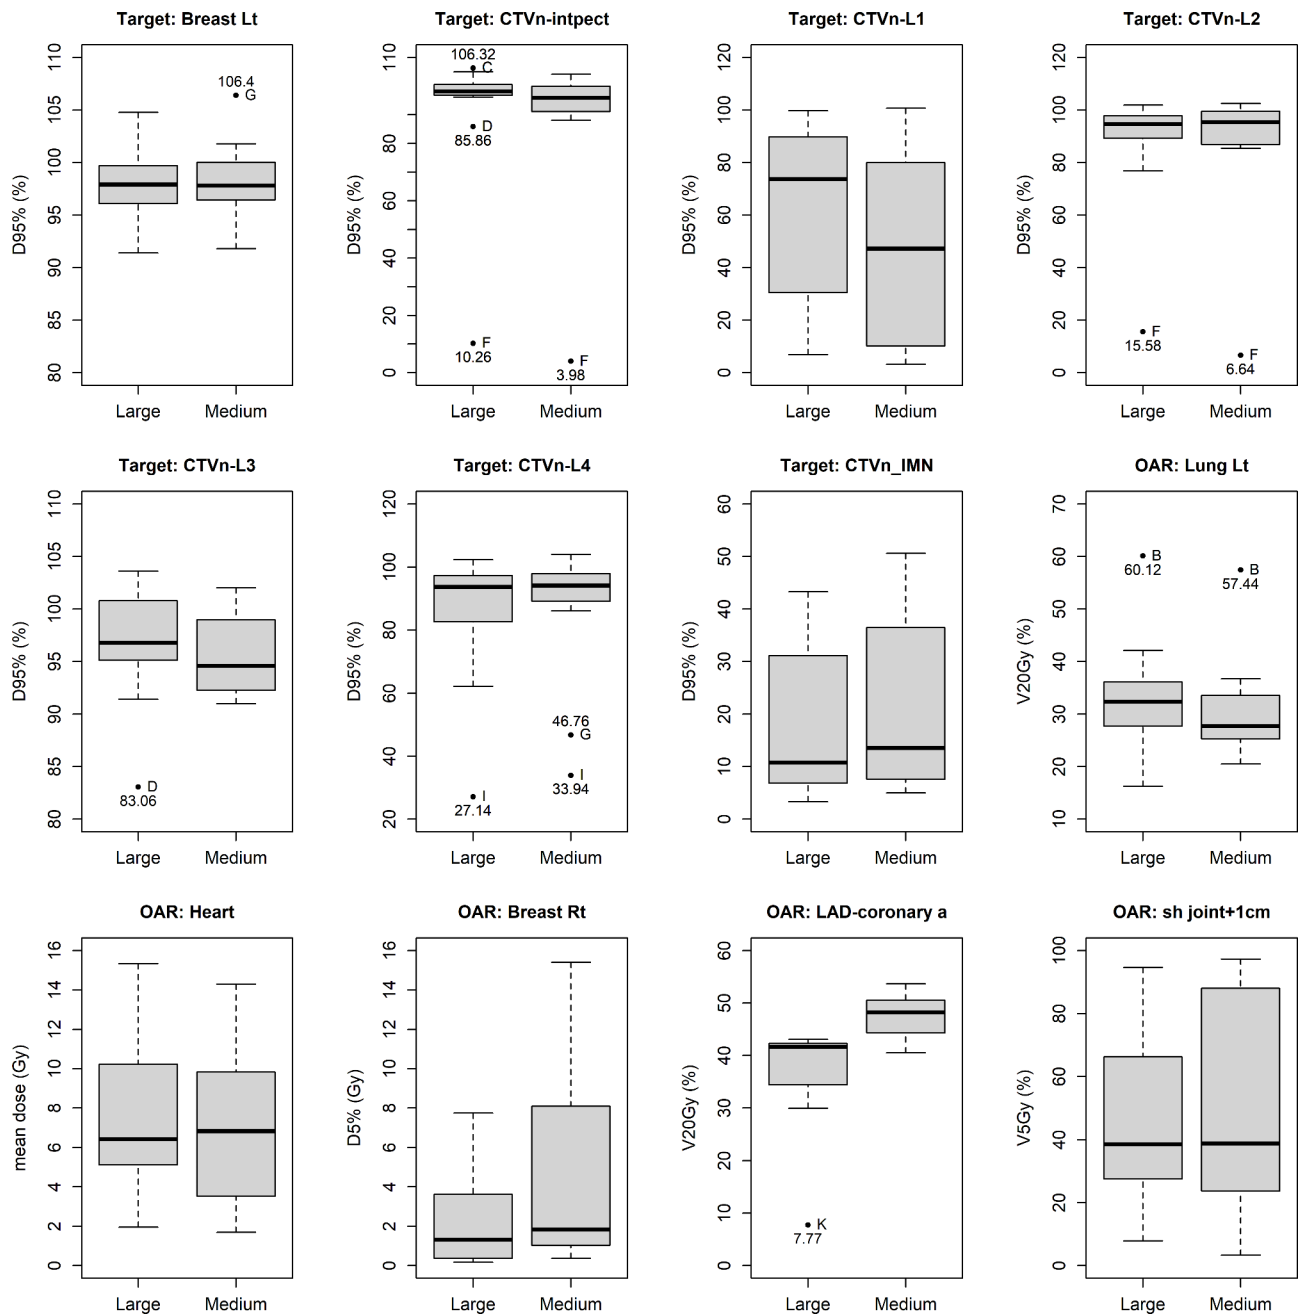 Target: Breast Lt
D95% (%)
110
105
100
95
90
85
80
106.4
G
Large
Medium
Target: CTVn-intpect
D95% (%)
110
80
60
40
20
0
106.32
C
D
85.86
F
10.26
F
3.98
Large
Medium
Target: CTVn-L1
D95% (%)
120
100
80
60
40
20
0
Large
Medium
Target: CTVn-L2
D95% (%)
120
100
80
60
40
20
0
F
15.58
F
6.64
Large
Medium
Target: CTVn-L3
D95% (%)
110
105
100
95
90
85
80
D
83.06
Large
Medium
Target: CTVn-L4
D95% (%)
120
100
80
60
40
20
46.76
G
I
33.94
I
27.14
Large
Medium
Target: CTVn_IMN
D95% (%)
60
50
40
30
20
10
0
Large
Medium
OAR: Lung Lt
V20Gy (%)
70
60
50
40
30
20
10
B
60.12
B
57.44
Large
Medium
OAR: Heart
mean dose (Gy)
16
14
12
10
8
6
4
2
0
Large
Medium
OAR: Breast Rt
D5% (Gy)
16
14
12
10
8
6
4
2
0
Large
Medium
OAR: LAD-coronary a
V20Gy (%)
60
50
40
30
20
10
0
K
7.77
Large
Medium
OAR: sh joint+1cm
V5Gy (%)
100
80
60
40
20
0
Large
Medium